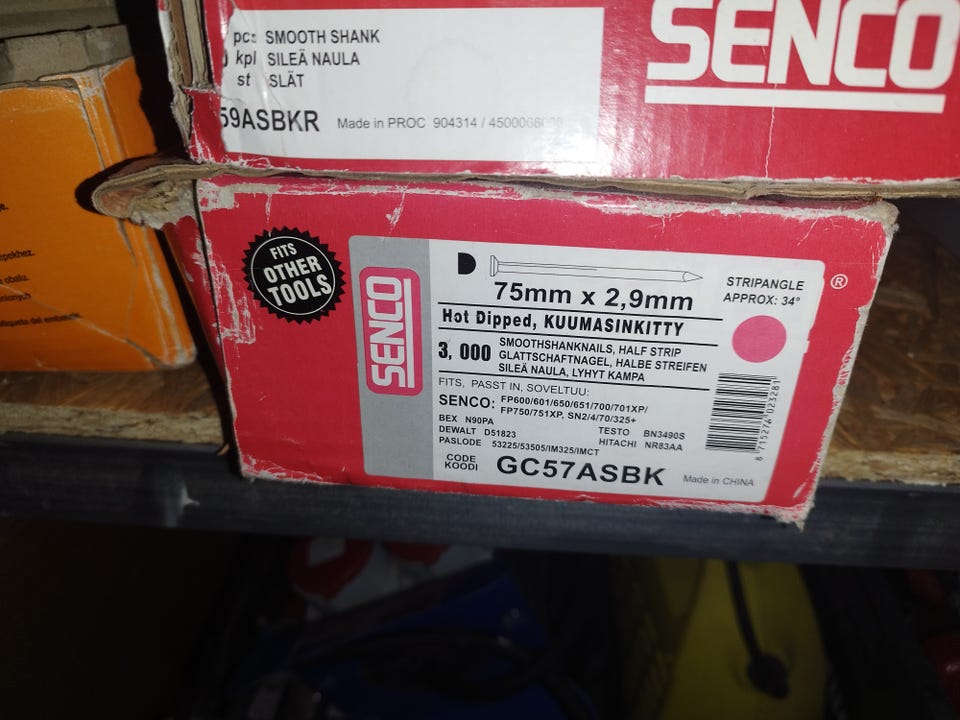 pcs SMOOTH SHANK
kpl SILEÄ NAULA
st SLÄT
59ASBKR Made in PROC 904314 /
SENCO
FITS
OTHER
TOOLS
SENCO
75mm x 2,9mm
STRIPANGLE
APPROX: 34°
Hot Dipped, KUUMASINKITTY
3, 000
SMOOTHSHANKNAILS, HALF STRIP
GLATTSCHAFTNAGEL, HALBE STREIFEN
SILEÄ NAULA, LYHYT KAMPA
FITS, PASST IN, SOVELTUU:
SENCO: FP600/601/650/651/700/701XP/
FP750/751XP, SN2/4/70/325+
BEX N90PA
DEWALT D51823 TESTO BN3490S
PASLODE 53225/53505/IM325/IMCT HITACHI NR83AA
CODE
KOODI
GC57ASBK
Made in CHINA
8 71527A 023281
®